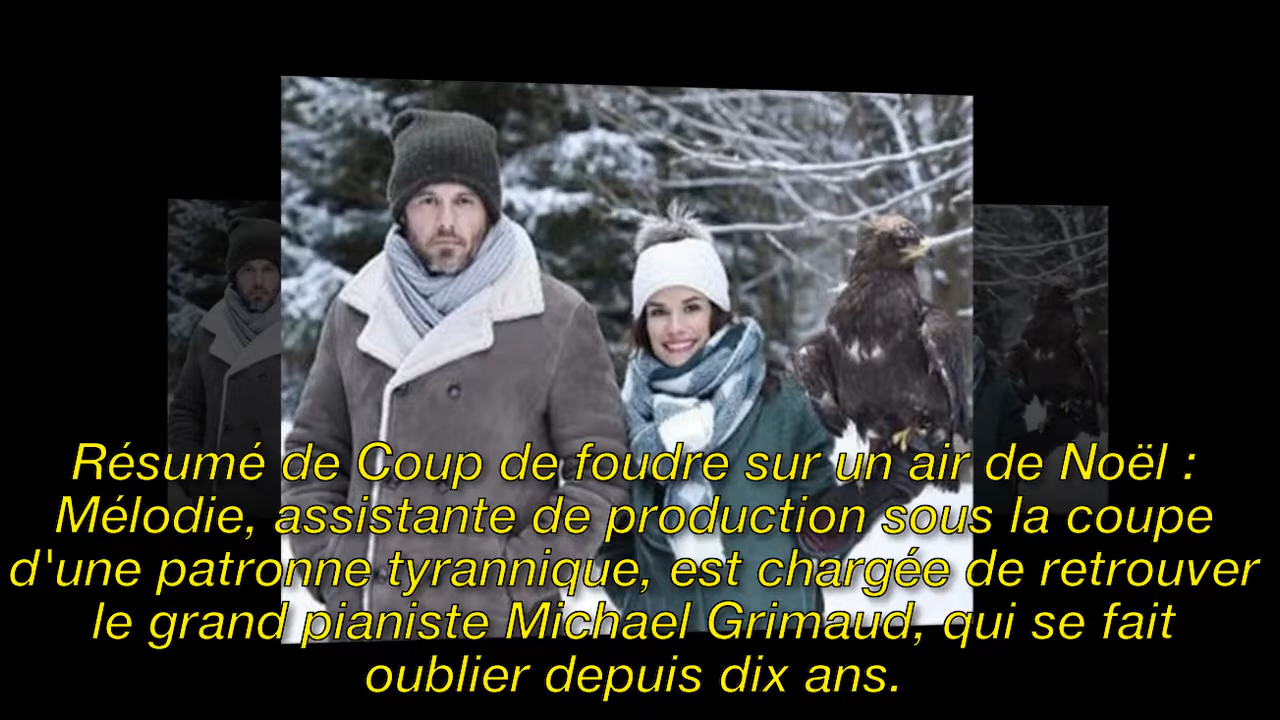 Résumé de Coup de foudre sur un air de Noël :
Mélodie, assistante de production sous la coupe
d'une patronne tyrannique, est chargée de retrouver
le grand pianiste Michael Grimaud, qui se fait
oublier depuis dix ans.